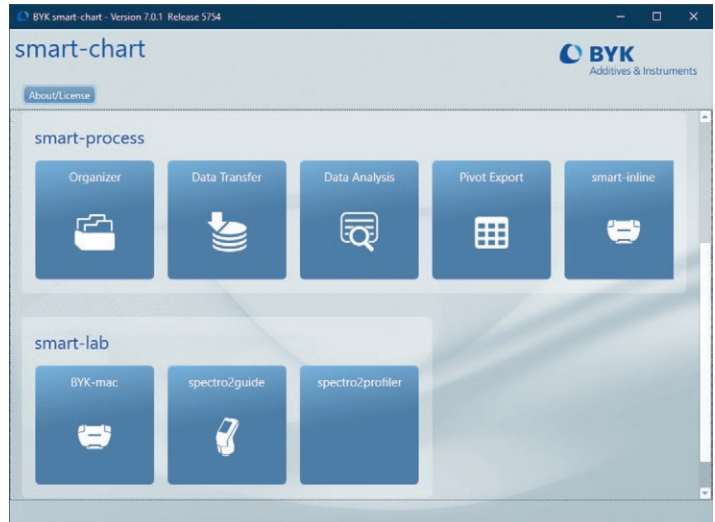 BYK smart-chart - Version 7.0.1 Release 5754
smart-chart
BYK
Additives & Instruments
About/License
smart-process
Organizer
Data Transfer
Data Analysis
Pivot Export
smart-inline
smart-lab
BYK-mac
spectro2guide
spectro2profiler